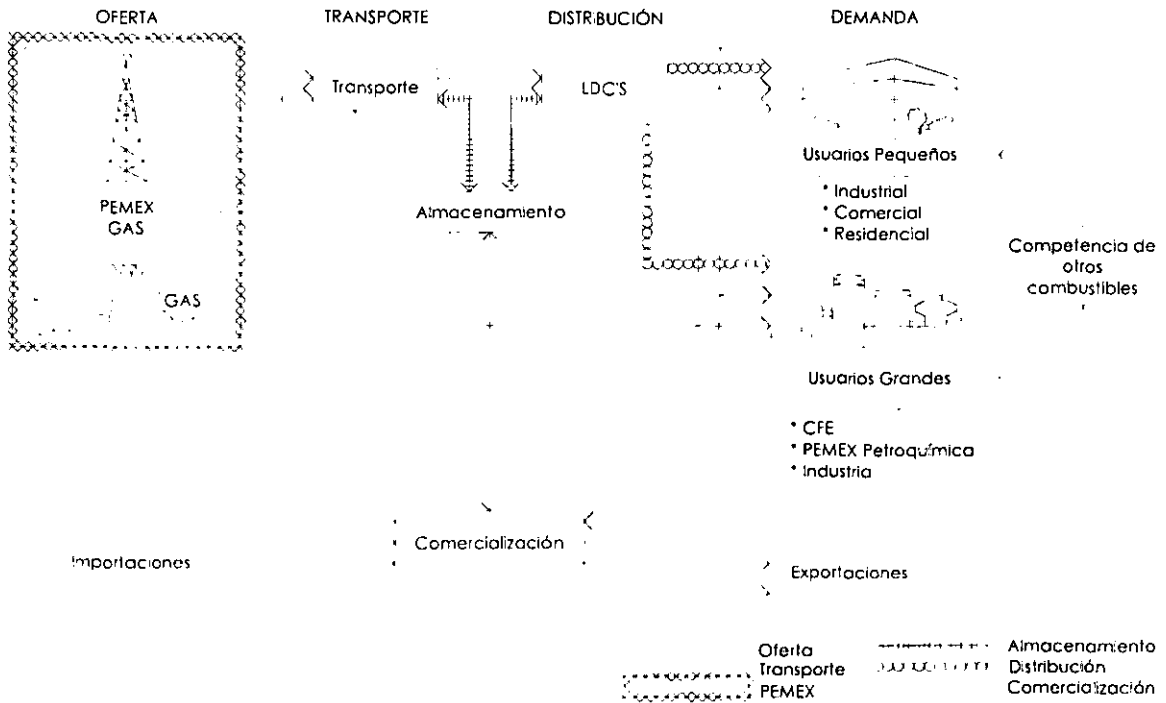 OFERTA
TRANSPORTE
DISTRIBUCIÓN
DEMANDA
Transporte
LDC'S
PEMEX
GAS
GAS
Almacenamiento
Usuarios Pequeños
* Industrial
* Comercial
* Residencial
Competencia de
otros
combustibles
Usuarios Grandes
* CFE
* PEMEX Petroquímica
* Industria
Importaciones
Comercialización
Exportaciones
Oferta
Transporte
PEMEX
Almacenamiento
Distribución
Comercialización